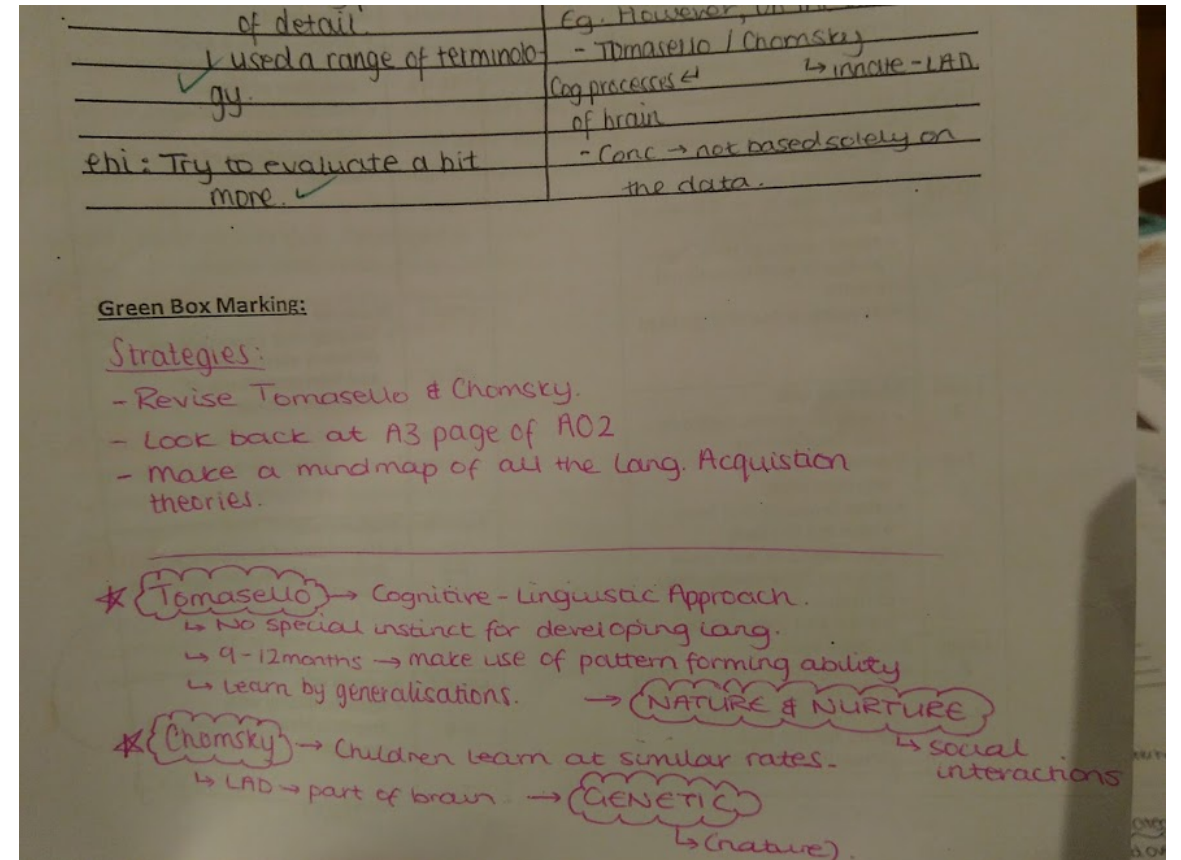 of detail.
↳ used a range of terminolo-
gy.
ebi: Try to evaluate a bit
more.
Eg. However,
- Tomasello / Chomsky
↳ innate - LAD.
Cog processes ↵
of brain
- Conc → not based solely on
the data.
Green Box Marking:
Strategies:
- Revise Tomasello & Chomsky.
- Look back at A3 page of AO2
- Make a mindmap of all the Lang. Acquistion
theories.
Tomasello → Cognitive - Linguistic Approach.
↳ No special instinct for developing lang.
↳ 9-12months → make use of pattern forming ability
↳ Learn by generalisations. → NATURE & NURTURE
↳ social
interactions
Chomsky → Children learn at similar rates.
↳ LAD → part of brain → GENETIC
↳ (nature).